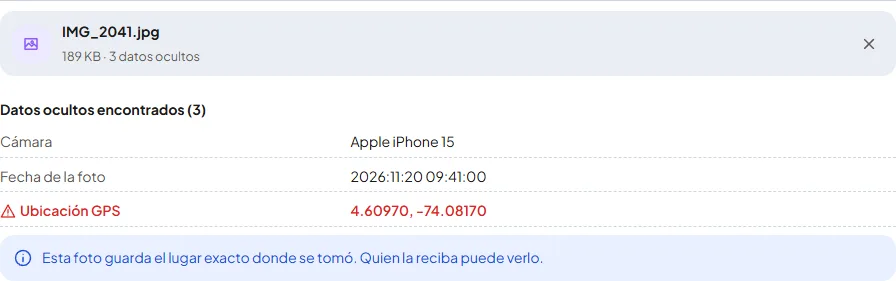 IMG_2041.jpg
189 KB · 3 datos ocultos
Datos ocultos encontrados (3)
Cámara Apple iPhone 15
Fecha de la foto 2026:11:20 09:41:00
Ubicación GPS 4.60970, -74.08170
Esta foto guarda el lugar exacto donde se tomó. Quien la reciba puede verlo.